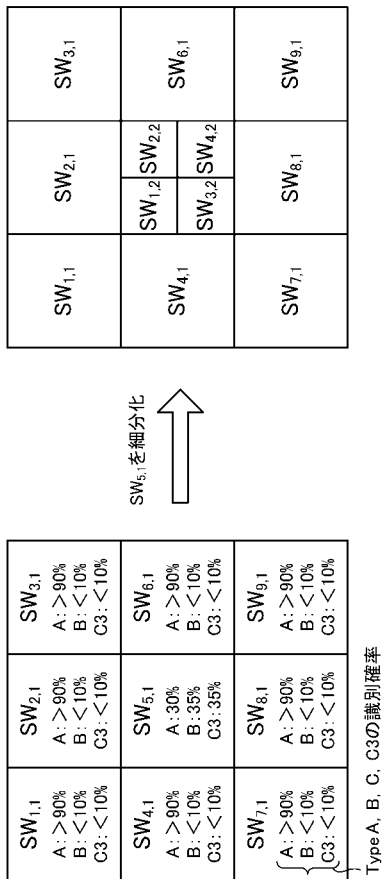 SW1,1
A:>90%
B:<10%
C3:<10%
SW2,1
A:>90%
B:<10%
C3:<10%
SW3,1
A:>90%
B:<10%
C3:<10%
SW4,1
A:>90%
B:<10%
C3:<10%
SW5,1
A:30%
B:35%
C3:35%
SW6,1
A:>90%
B:<10%
C3:<10%
SW7,1
A:>90%
B:<10%
C3:<10%
SW8,1
A:>90%
B:<10%
C3:<10%
SW9,1
A:>90%
B:<10%
C3:<10%
Type A, B, C, C3の識別確率
SW5,1を細分化
SW1,1
SW2,1
SW3,1
SW4,1
SW1,2
SW2,2
SW3,2
SW4,2
SW6,1
SW7,1
SW8,1
SW9,1